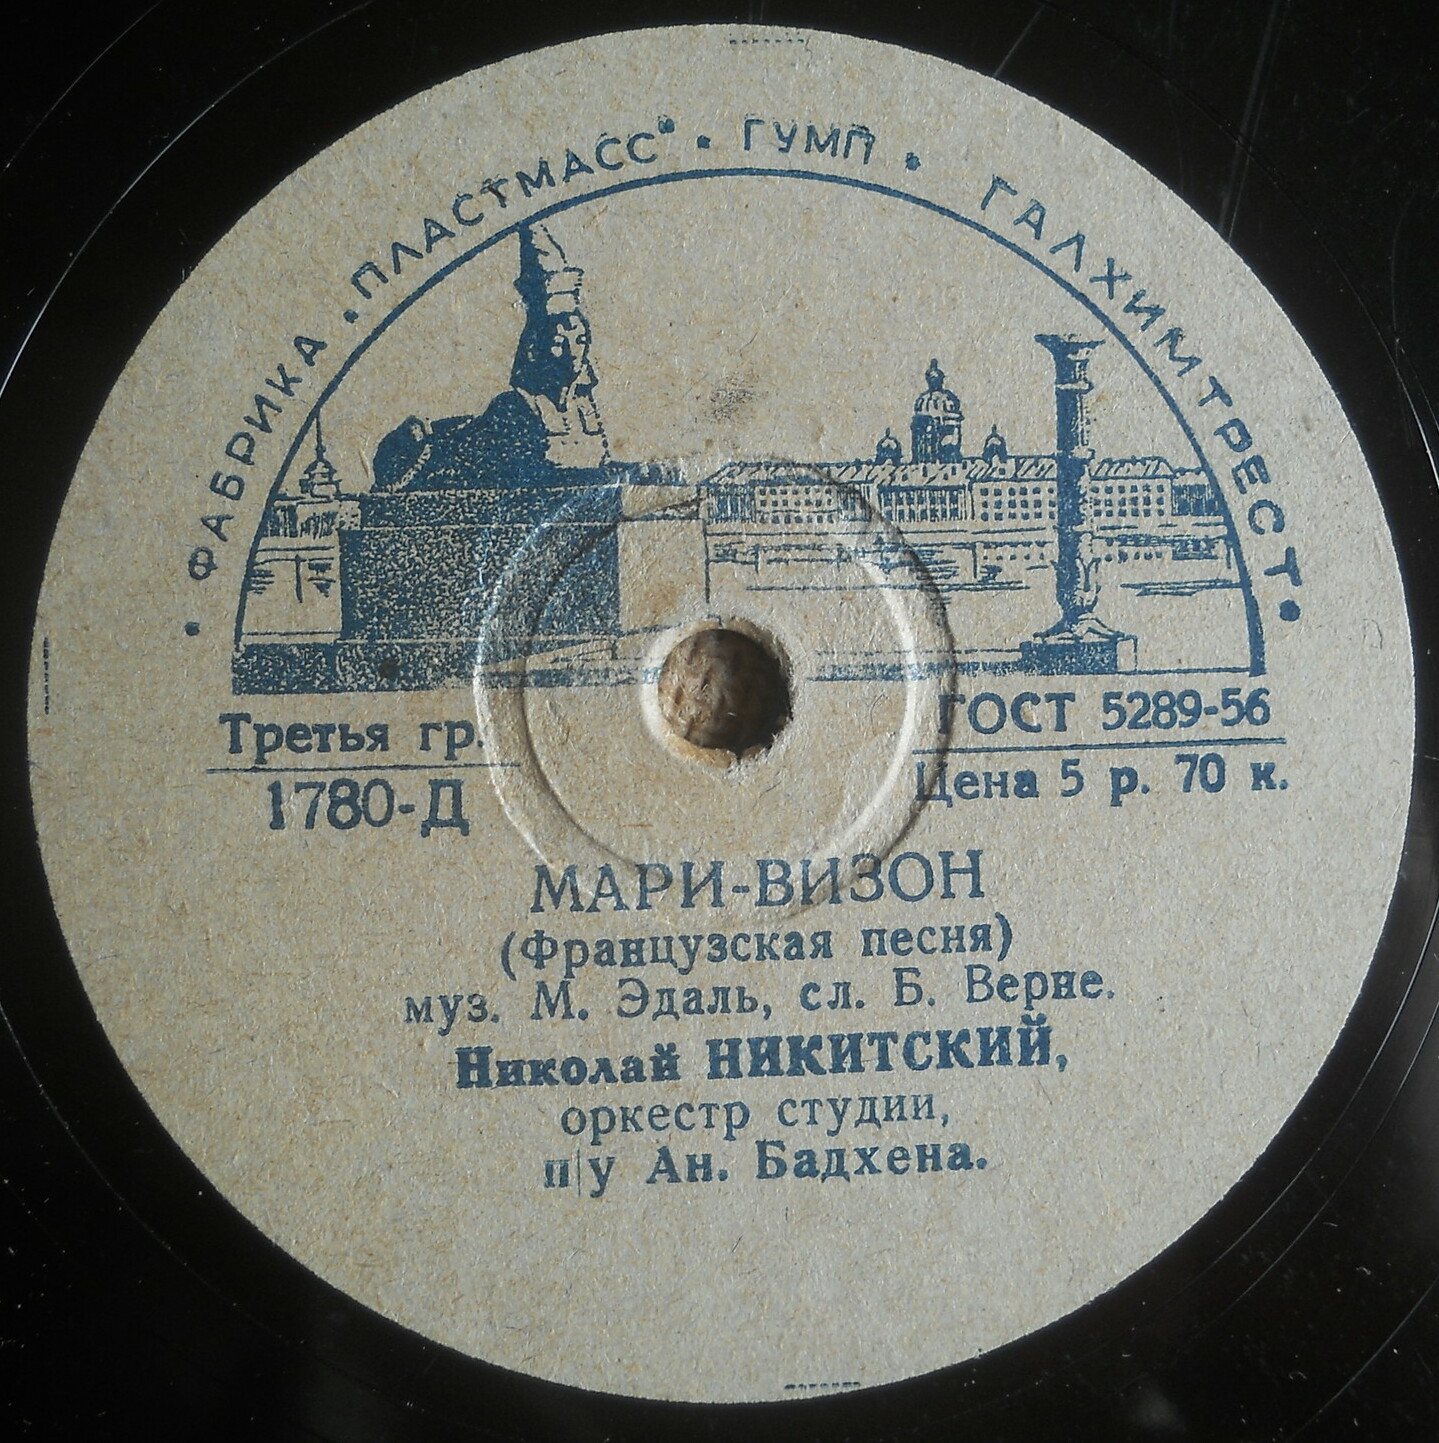 • ФАБРИКА „ПЛАСТМАСС" • ГУМП • ГАЛХИМТРЕСТ •
Третья гр.
1780-Д
ГОСТ 5289-56
Цена 5 р. 70 к.
МАРИ-ВИЗОН
(Французская песня)
муз. М. Эдаль, сл. Б. Верне.
Николай НИКИТСКИЙ,
оркестр студии,
п/у Ан. Бадхена.